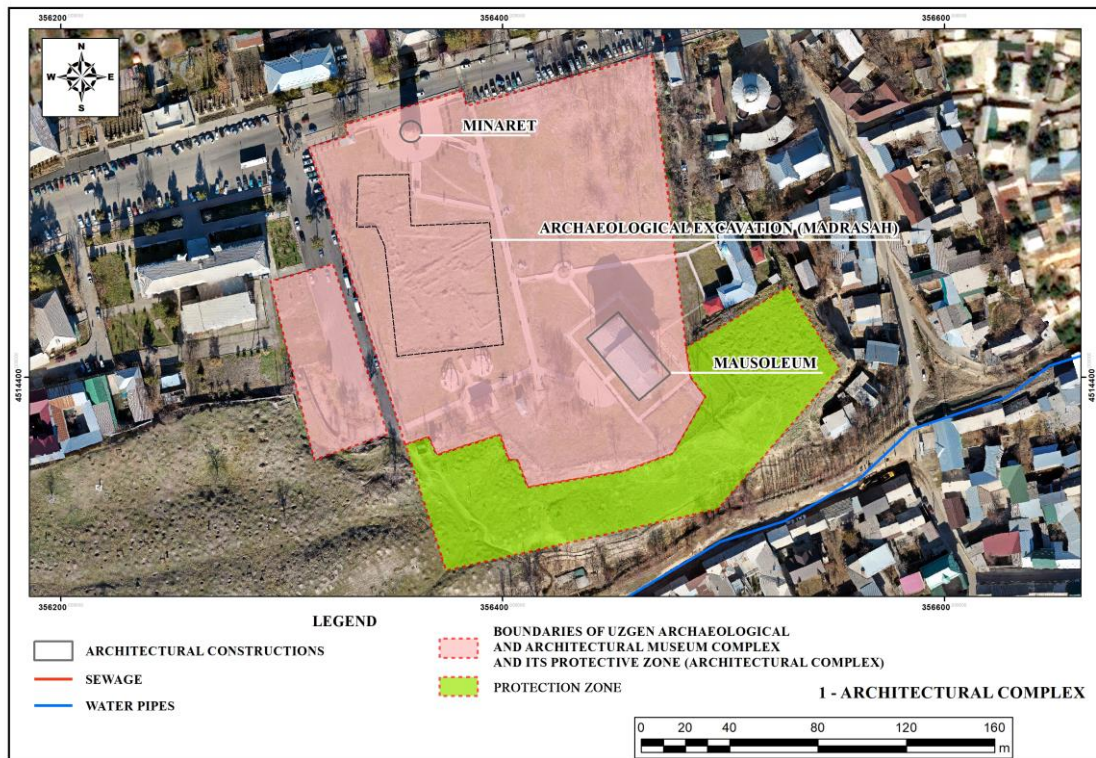 356200
356400
356600
N
W E
S
MINARET
ARCHAEOLOGICAL EXCAVATION (MADRASAH)
MAUSOLEUM
4514400
4514400
356200
356400
356600
LEGEND
ARCHITECTURAL CONSTRUCTIONS
SEWAGE
WATER PIPES
BOUNDARIES OF UZGEN ARCHAEOLOGICAL
AND ARCHITECTURAL MUSEUM COMPLEX
AND ITS PROTECTIVE ZONE (ARCHITECTURAL COMPLEX)
PROTECTION ZONE
1 - ARCHITECTURAL COMPLEX
0 20 40 80 120 160
m